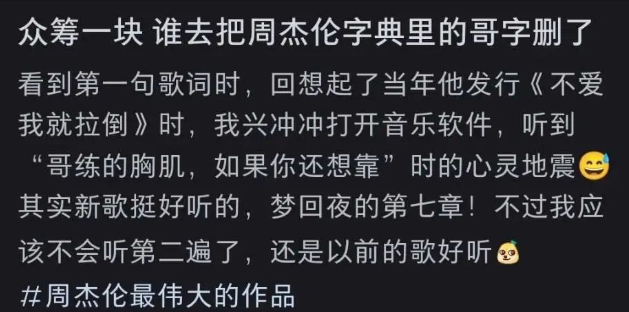 众筹一块 谁去把周杰伦字典里的哥字删了
看到第一句歌词时，回想起了当年他发行《不爱
我就拉倒》时，我兴冲冲打开音乐软件，听到
“哥练的胸肌，如果你还想靠”时的心灵地震😅
其实新歌挺好听的，梦回夜的第七章！不过我应
该不会听第二遍了，还是以前的歌好听
#周杰伦最伟大的作品